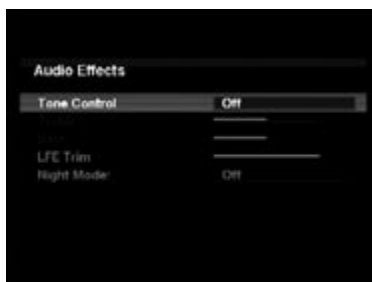 Audio Effects
Tone Control Off
LFE Trim
Night Mode: Off